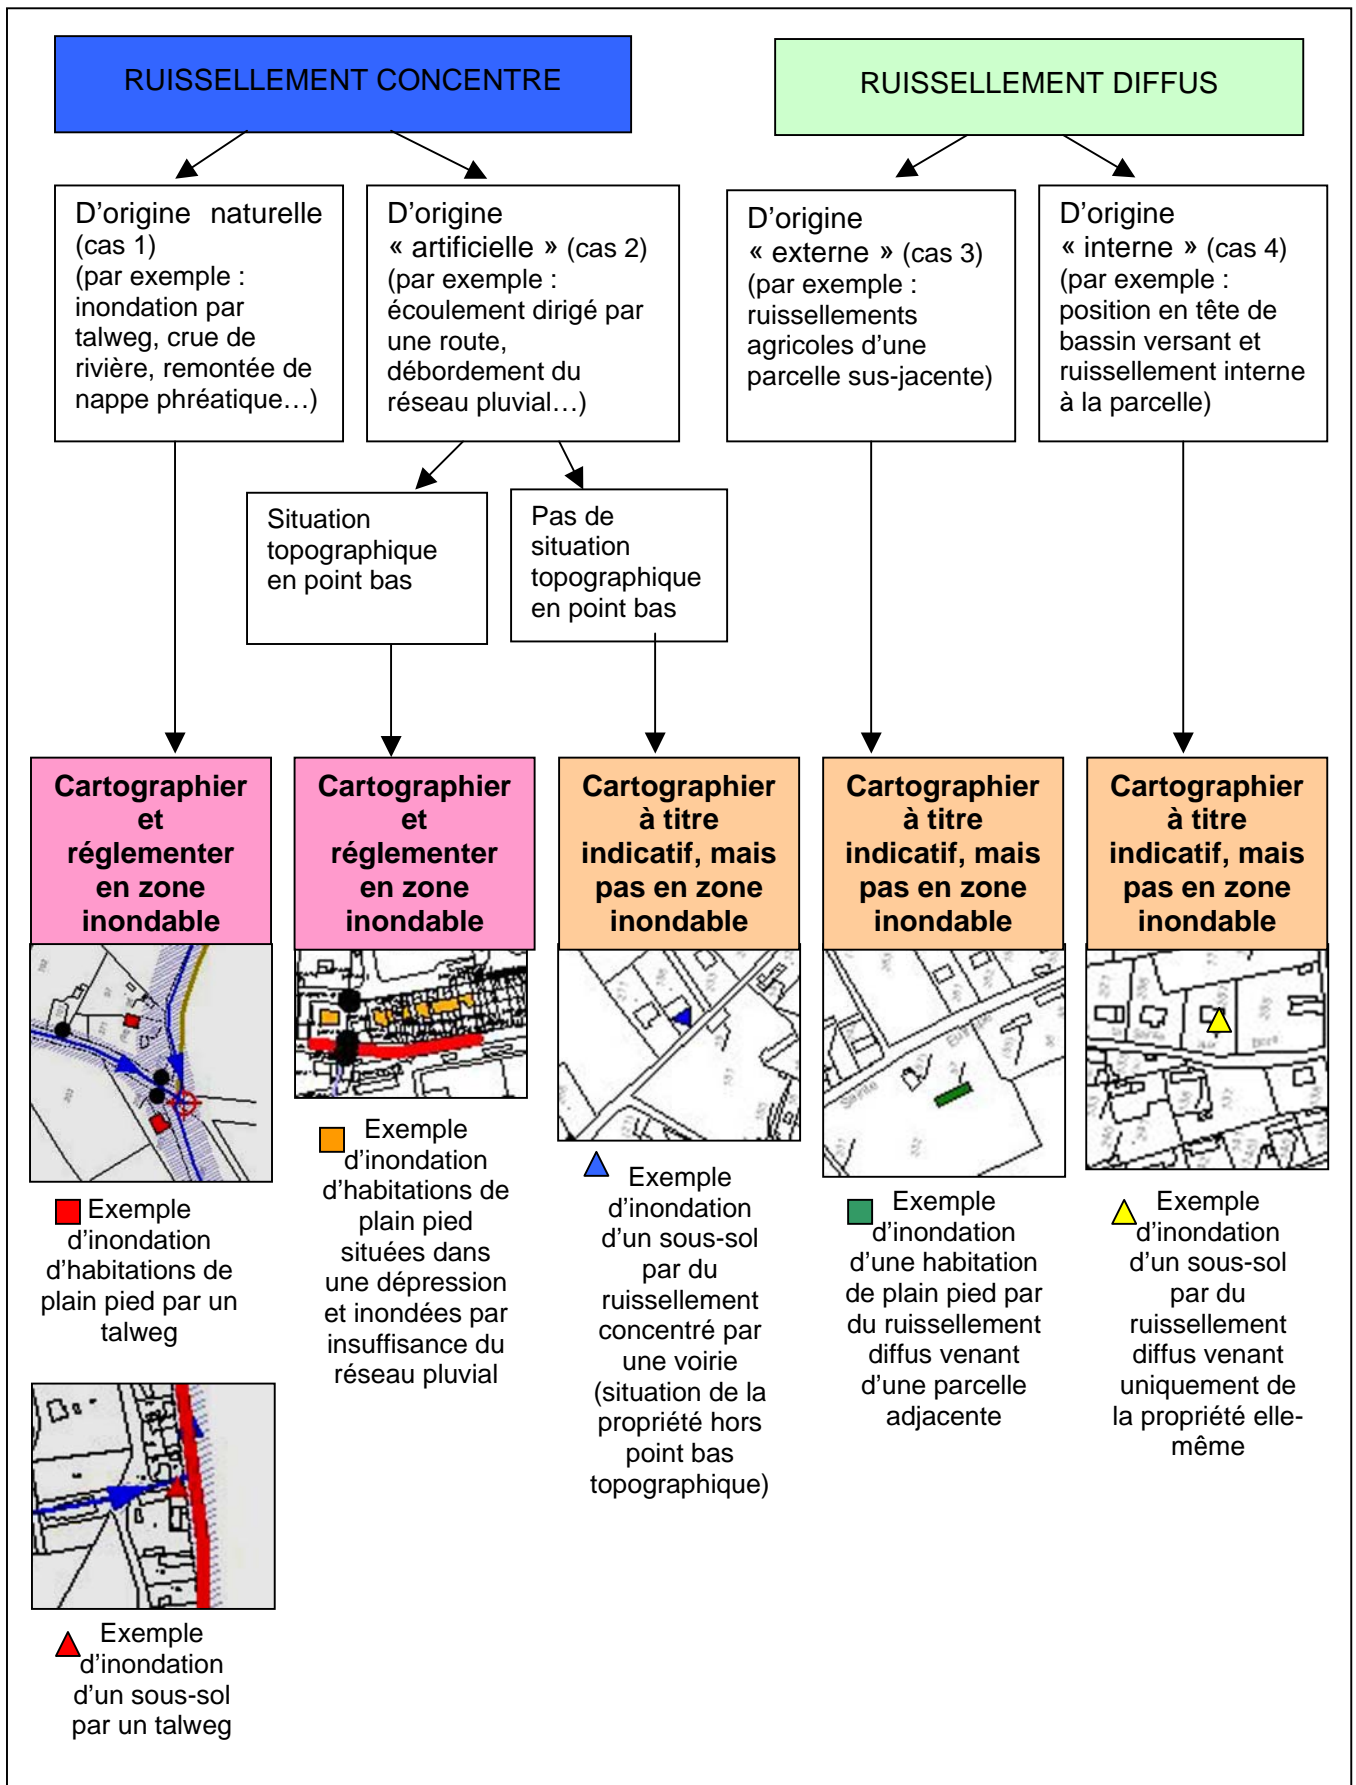 RUISSELLEMENT CONCENTRE
RUISSELLEMENT DIFFUS
D'origine naturelle
(cas 1)
(par exemple :
inondation par
talweg, crue de
rivière, remontée de
nappe phréatique…)
D'origine
« artificielle » (cas 2)
(par exemple :
écoulement dirigé par
une route,
débordement du
réseau pluvial…)
D'origine
« externe » (cas 3)
(par exemple :
ruissellements
agricoles d'une
parcelle sus-jacente)
D'origine
« interne » (cas 4)
(par exemple :
position en tête de
bassin versant et
ruissellement interne
à la parcelle)
Situation
topographique
en point bas
Pas de
situation
topographique
en point bas
Cartographier
et
réglementer
en zone
inondable
Cartographier
et
réglementer
en zone
inondable
Cartographier
à titre
indicatif, mais
pas en zone
inondable
Cartographier
à titre
indicatif, mais
pas en zone
inondable
Cartographier
à titre
indicatif, mais
pas en zone
inondable
Sainte
Exemple
d'inondation
d'habitations de
plain pied par un
talweg
Exemple
d'inondation
d'habitations de
plain pied
situées dans
une dépression
et inondées par
insuffisance du
réseau pluvial
Exemple
d'inondation
d'un sous-sol
par du
ruissellement
concentré par
une voirie
(situation de la
propriété hors
point bas
topographique)
Exemple
d'inondation
d'une habitation
de plain pied par
du ruissellement
diffus venant
d'une parcelle
adjacente
Exemple
d'inondation
d'un sous-sol
par du
ruissellement
diffus venant
uniquement de
la propriété elle-
même
Exemple
d'inondation
d'un sous-sol
par un talweg